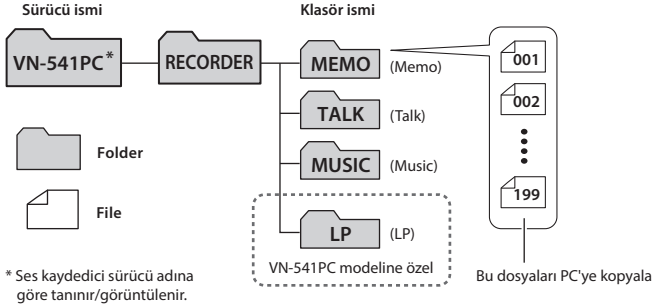 Sürücü ismi
Klasör ismi
VN-541PC*
RECORDER
MEMO (Memo)
TALK (Talk)
MUSIC (Music)
LP (LP)
VN-541PC modeline özel
001
002
199
Folder
File
* Ses kaydedici sürücü adına
göre tanınır/görüntülenir.
Bu dosyaları PC'ye kopyala